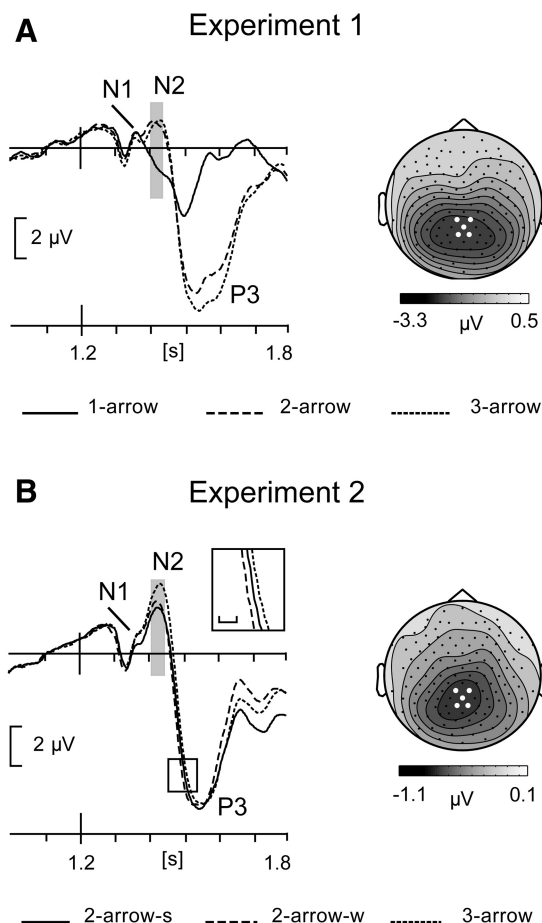 A
Experiment 1
N1
N2
2 µV
P3
1.2
[s]
1.8
-3.3
µV
0.5
1-arrow
2-arrow
3-arrow
B
Experiment 2
N1
N2
2 µV
P3
1.2
[s]
1.8
-1.1
µV
0.1
2-arrow-s
2-arrow-w
3-arrow